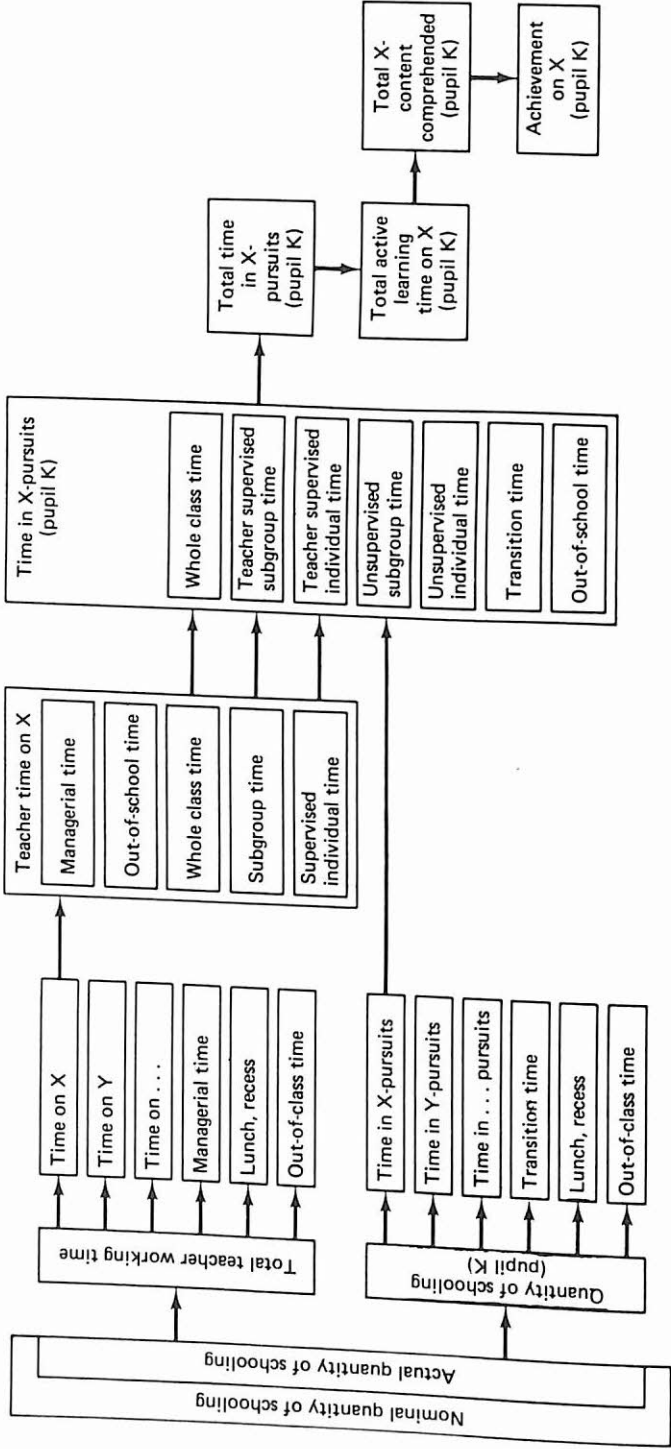 Nominal quantity of schooling
Actual quantity of schooling
Total teacher working time
Time on X
Time on Y
Time on . . .
Managerial time
Lunch, recess
Out-of-class time
Quantity of schooling
(pupil K)
Time in X-pursuits
Time in Y-pursuits
Time in . . . pursuits
Transition time
Lunch, recess
Out-of-class time
Teacher time on X
Managerial time
Out-of-school time
Whole class time
Subgroup time
Supervised
individual time
Time in X-pursuits
(pupil K)
Whole class time
Teacher supervised
subgroup time
Teacher supervised
individual time
Unsupervised
subgroup time
Unsupervised
individual time
Transition time
Out-of-school time
Total time
in X-
pursuits
(pupil K)
Total active
learning
time on X
(pupil K)
Total X-
content
comprehended
(pupil K)
Achievement
on X
(pupil K)